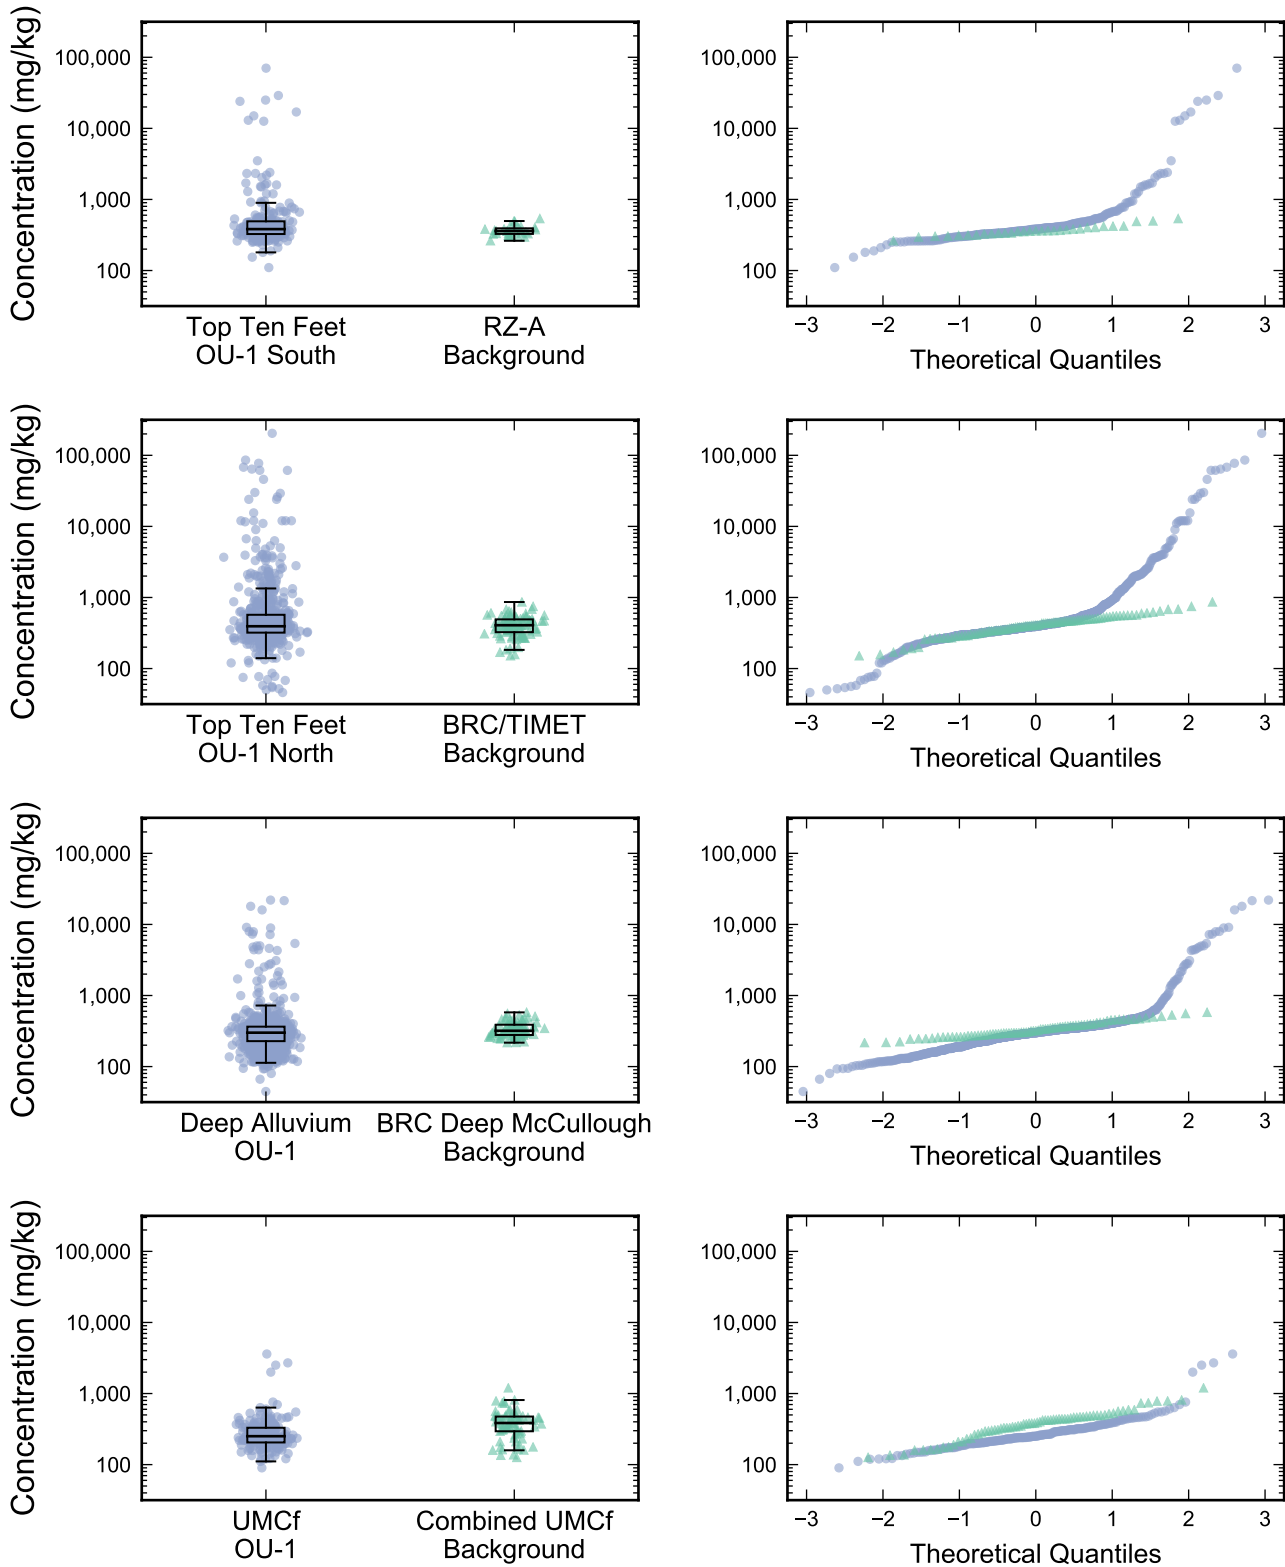 Concentration (mg/kg)
100,000
10,000
1,000
100
Top Ten Feet
OU-1 South
RZ-A
Background
100,000
10,000
1,000
100
−3 −2 −1 0 1 2 3
Theoretical Quantiles
Concentration (mg/kg)
100,000
10,000
1,000
100
Top Ten Feet
OU-1 North
BRC/TIMET
Background
100,000
10,000
1,000
100
−3 −2 −1 0 1 2 3
Theoretical Quantiles
Concentration (mg/kg)
100,000
10,000
1,000
100
Deep Alluvium
OU-1
BRC Deep McCullough
Background
100,000
10,000
1,000
100
−3 −2 −1 0 1 2 3
Theoretical Quantiles
Concentration (mg/kg)
100,000
10,000
1,000
100
UMCf
OU-1
Combined UMCf
Background
100,000
10,000
1,000
100
−3 −2 −1 0 1 2 3
Theoretical Quantiles